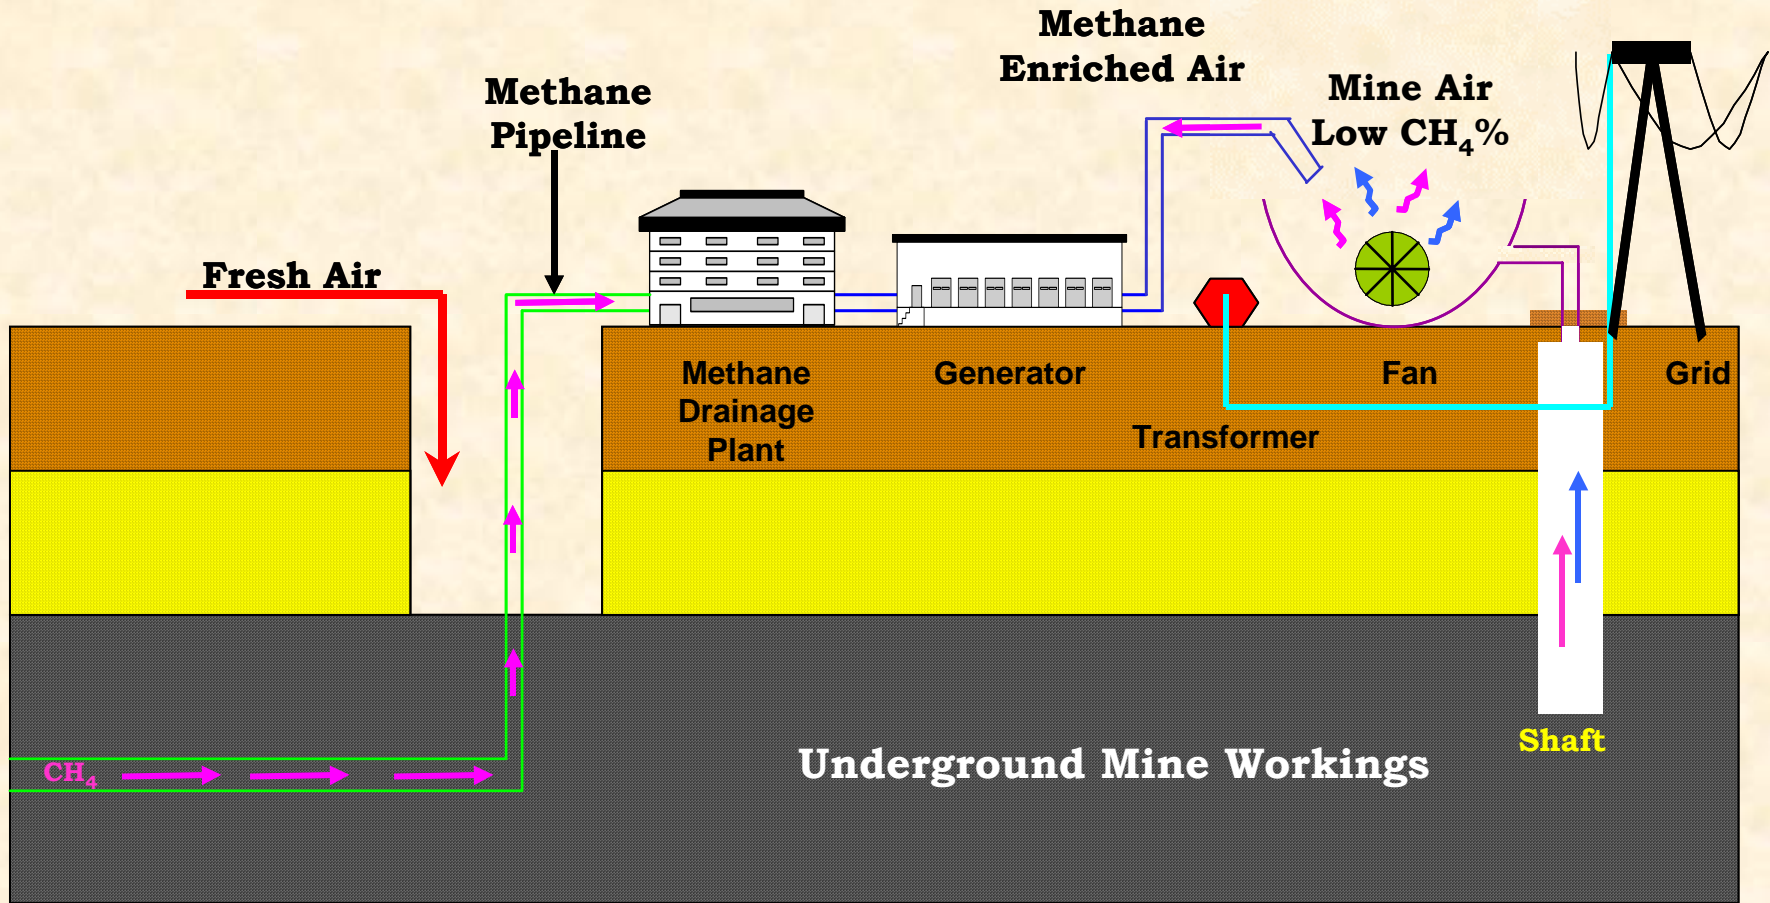 Methane
Enriched Air
Methane
Pipeline
Mine Air
Low CH₄%
Fresh Air
Methane
Drainage
Plant
Generator
Transformer
Fan
Grid
Shaft
CH₄
Underground Mine Workings